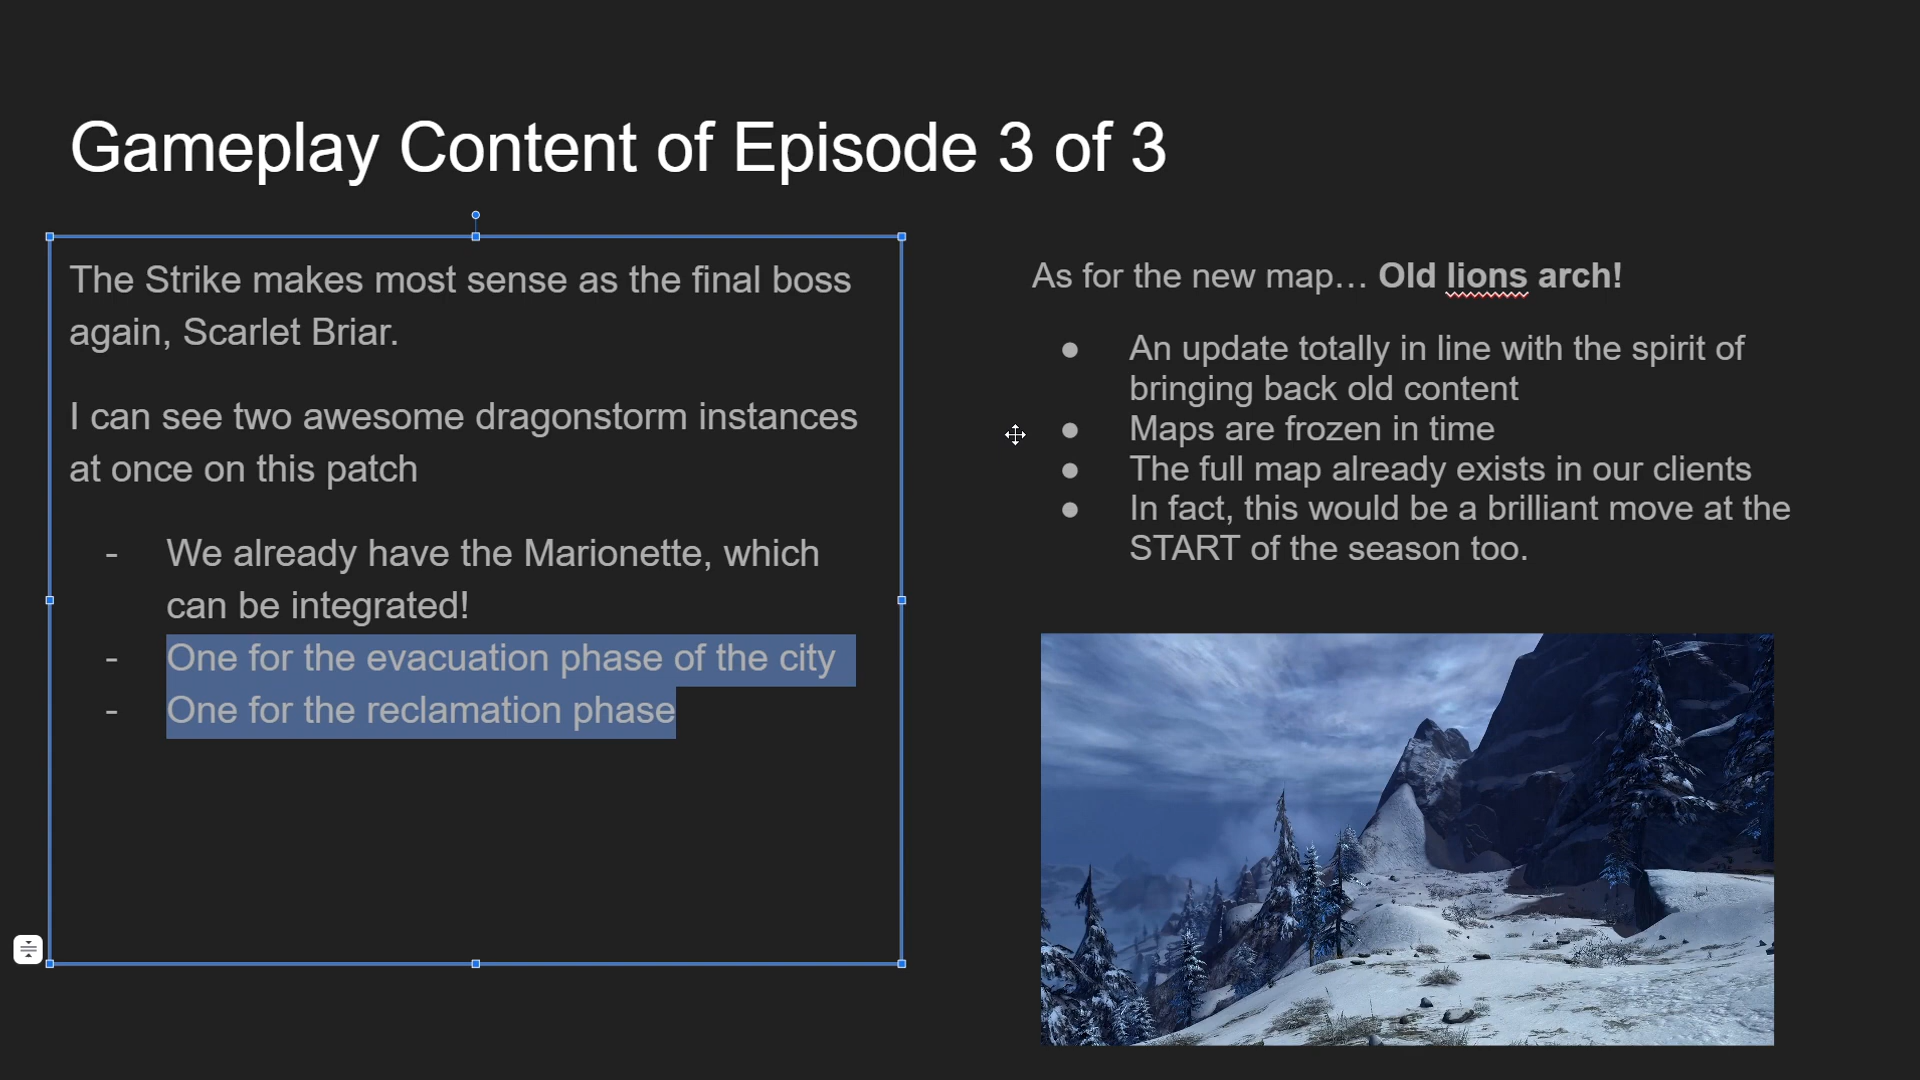 Gameplay Content of Episode 3 of 3
The Strike makes most sense as the final boss
again, Scarlet Briar.
I can see two awesome dragonstorm instances
at once on this patch
- We already have the Marionette, which
can be integrated!
- One for the evacuation phase of the city
- One for the reclamation phase
As for the new map… Old lions arch!
● An update totally in line with the spirit of
bringing back old content
● Maps are frozen in time
● The full map already exists in our clients
● In fact, this would be a brilliant move at the
START of the season too.